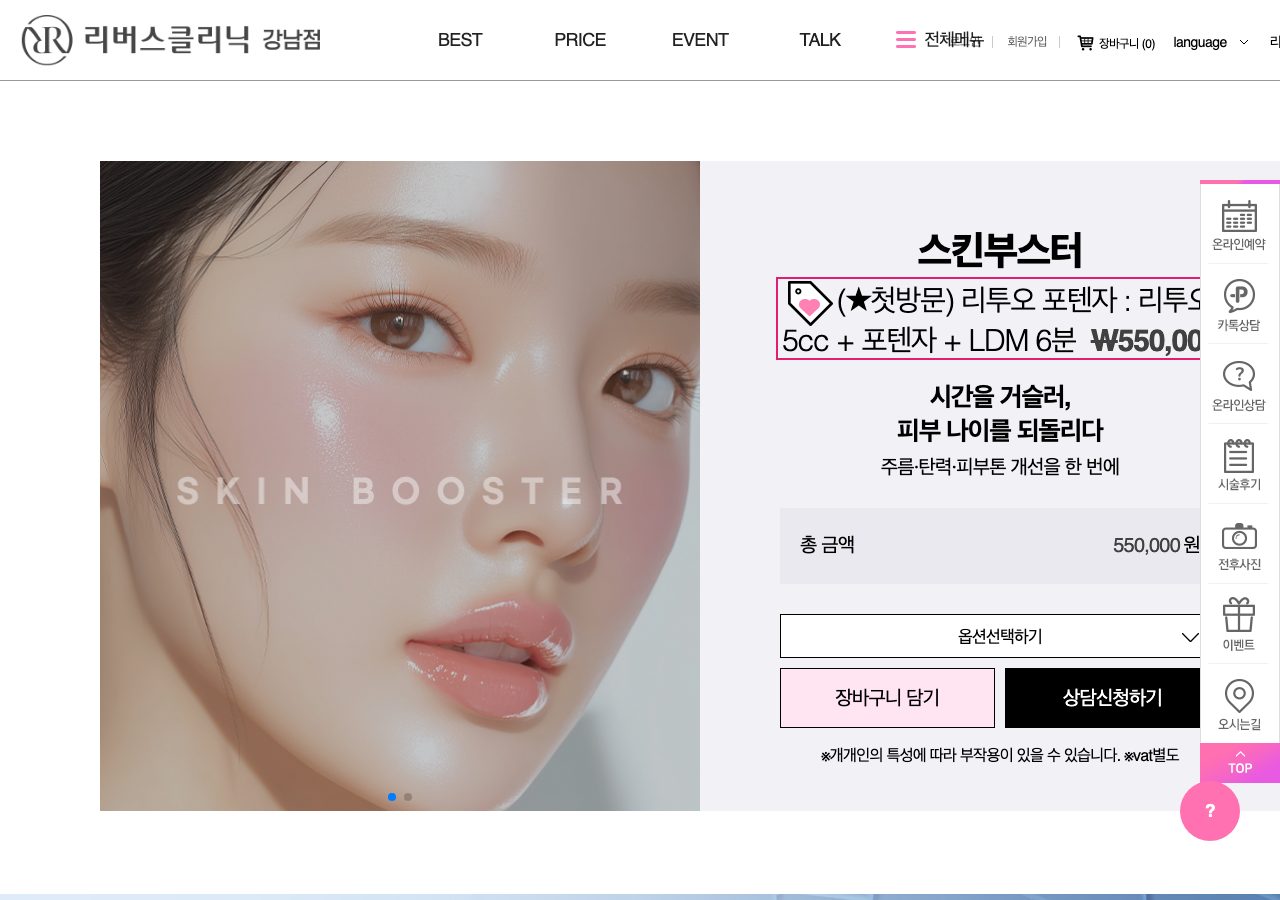 리버스클리닉 강남점
BEST
PRICE
EVENT
TALK
전체메뉴
회원가입
장바구니 (0)
language
스킨부스터
(★첫방문) 리투오 포텐자 : 리투오
5cc + 포텐자 + LDM 6분 ₩550,00
시간을 거슬러,
피부 나이를 되돌리다
주름·탄력·피부톤 개선을 한 번에
SKIN BOOSTER
총 금액
550,000 원
옵션선택하기
장바구니 담기
상담신청하기
※개개인의 특성에 따라 부작용이 있을 수 있습니다. ※vat별도
온라인예약
카톡상담
온라인상담
시술후기
전후사진
이벤트
오시는길
TOP
?